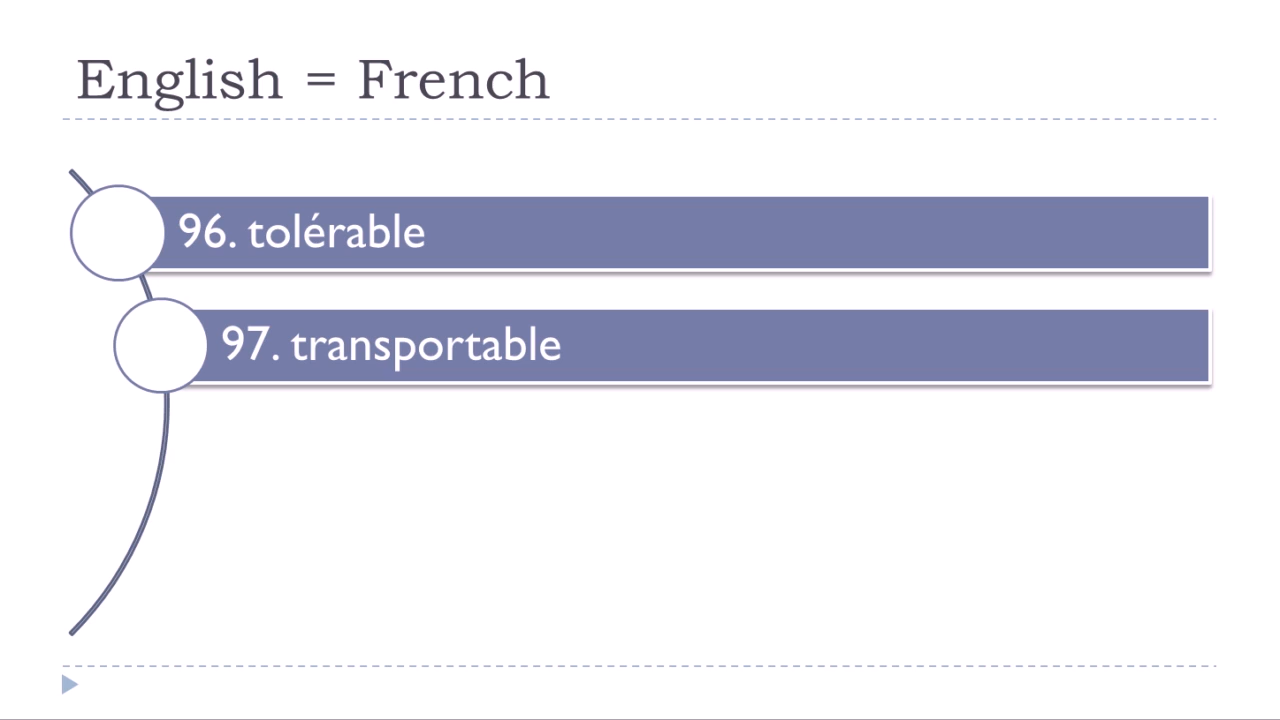 English = French
96. tolérable
97. transportable